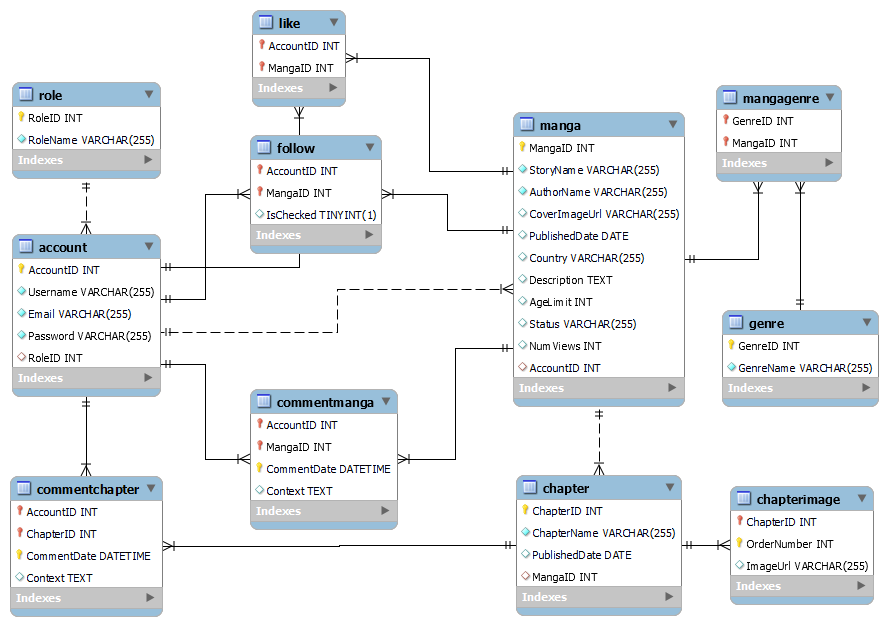 like
AccountID INT
MangaID INT
Indexes
role
RoleID INT
RoleName VARCHAR(255)
Indexes
follow
AccountID INT
MangaID INT
IsChecked TINYINT(1)
Indexes
manga
MangaID INT
StoryName VARCHAR(255)
AuthorName VARCHAR(255)
CoverImageUrl VARCHAR(255)
PublishedDate DATE
Country VARCHAR(255)
Description TEXT
AgeLimit INT
Status VARCHAR(255)
NumViews INT
AccountID INT
Indexes
mangagenre
GenreID INT
MangaID INT
Indexes
account
AccountID INT
Username VARCHAR(255)
Email VARCHAR(255)
Password VARCHAR(255)
RoleID INT
Indexes
genre
GenreID INT
GenreName VARCHAR(255)
Indexes
commentmanga
AccountID INT
MangaID INT
CommentDate DATETIME
Context TEXT
Indexes
commentchapter
AccountID INT
ChapterID INT
CommentDate DATETIME
Context TEXT
Indexes
chapter
ChapterID INT
ChapterName VARCHAR(255)
PublishedDate DATE
MangaID INT
Indexes
chapterimage
ChapterID INT
OrderNumber INT
ImageUrl VARCHAR(255)
Indexes